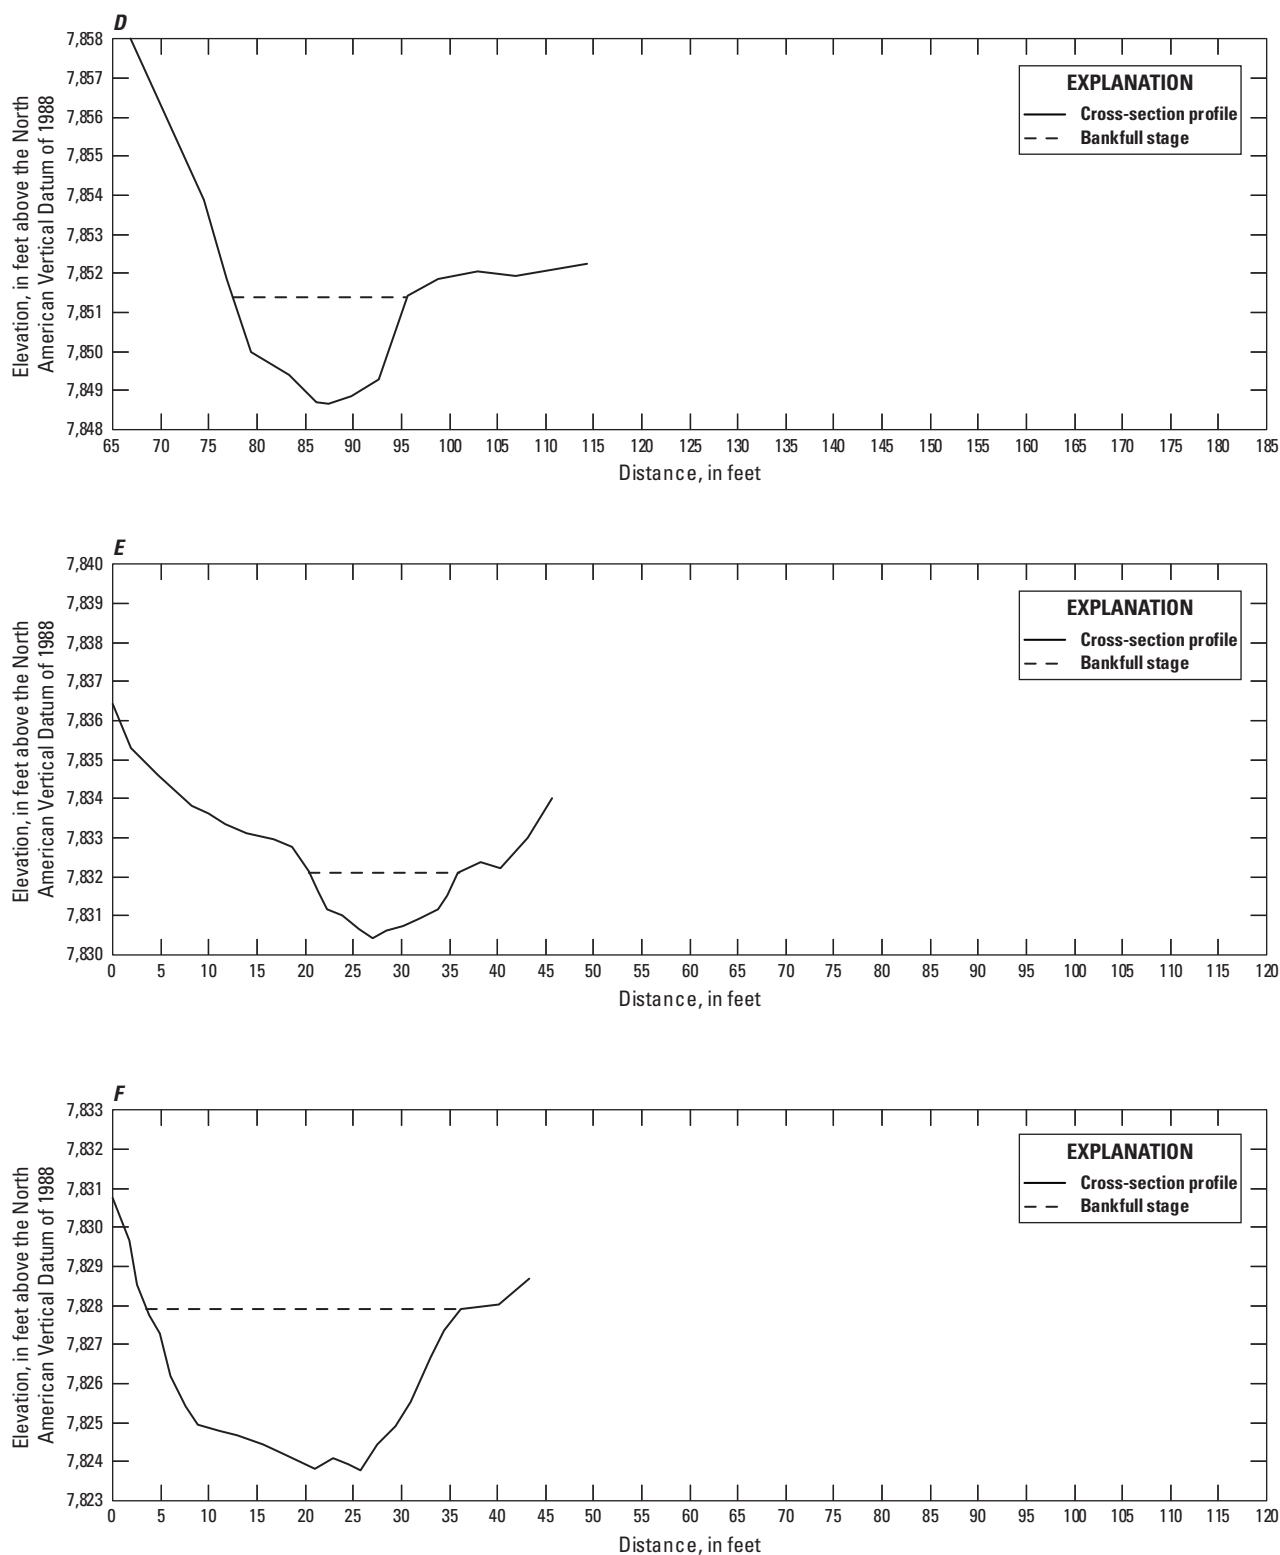 D
7,858
7,857
7,856
7,855
7,854
7,853
7,852
7,851
7,850
7,849
7,848
Elevation, in feet above the North
American Vertical Datum of 1988
EXPLANATION
Cross-section profile
Bankfull stage
65 70 75 80 85 90 95 100 105 110 115 120 125 130 135 140 145 150 155 160 165 170 175 180 185
Distance, in feet
E
7,840
7,839
7,838
7,837
7,836
7,835
7,834
7,833
7,832
7,831
7,830
Elevation, in feet above the North
American Vertical Datum of 1988
EXPLANATION
Cross-section profile
Bankfull stage
0 5 10 15 20 25 30 35 40 45 50 55 60 65 70 75 80 85 90 95 100 105 110 115 120
Distance, in feet
F
7,833
7,832
7,831
7,830
7,829
7,828
7,827
7,826
7,825
7,824
7,823
Elevation, in feet above the North
American Vertical Datum of 1988
EXPLANATION
Cross-section profile
Bankfull stage
0 5 10 15 20 25 30 35 40 45 50 55 60 65 70 75 80 85 90 95 100 105 110 115 120
Distance, in feet